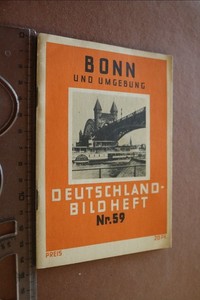 BONN
UND UMGEBUNG
DEUTSCHLAND-
BILDHEFT
Nr.59
PREIS